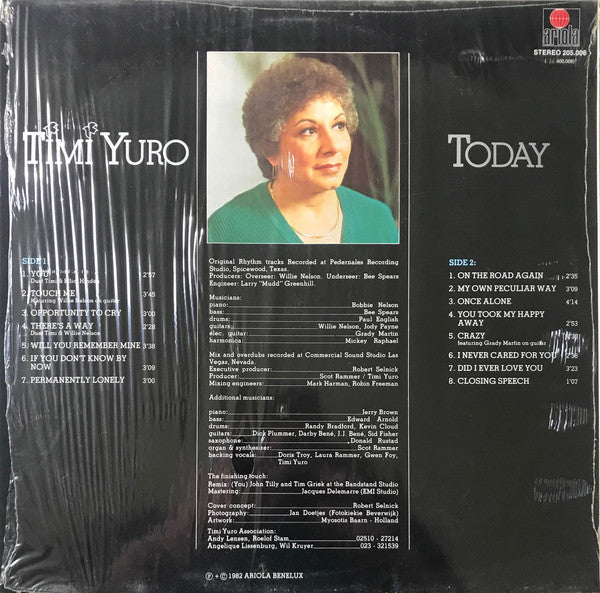 ariola
STEREO 205.006
TIMI YURO
TODAY
SIDE 1:
1. YOU 2'57
Duet Timi &
2. TOUCH ME 3'45
featuring Willie Nelson on guitar
3. OPPORTUNITY TO CRY 3'00
4. THERE'S A WAY 2'28
Duet Timi & Willie Nelson
5. WILL YOU REMEMBER MINE 3'38
6. IF YOU DON'T KNOW BY
NOW 3'09
7. PERMANENTLY LONELY 3'00
Original Rhythm tracks Recorded at Pedernales Recording
Studio, Spicewood, Texas.
Producers: Overseer: Willie Nelson. Underseer: Bee Spears
Engineer: Larry "Mudd" Greenhill.
Musicians:
piano: Bobbie Nelson
bass: Bee Spears
drums: Paul English
guitars: Willie Nelson, Jody Payne
elec. guitar: Grady Martin
harmonica: Mickey Raphael
Mix and overdubs recorded at Commercial Sound Studio Las
Vegas, Nevada.
Executive producer: Robert Selnick
Producer: Scot Rammer / Timi Yuro
Mixing engineers: Mark Harman, Robin Freeman
Additional musicians:
piano: Jerry Brown
bass: Edward Arnold
drums: Randy Bradford, Kevin Cloud
guitars: Dick Plummer, Darby Bené, J.J. Bené, Sid Fisher
saxophone: Donald Rustad
organ & synthesizer: Scot Rammer
backing vocals: Doris Troy, Laura Rammer, Gwen Foy,
Timi Yuro
The finishing touch:
Remix: (You) John Tilly and Tim Griek at the Bandstand Studio
Mastering: Jacques Delemarre (EMI Studio)
Cover concept: Robert Selnick
Photography: Jan Doetjes (Fotokiekie Beverwijk)
Artwork: Myosotis Baarn - Holland
Timi Yuro Association:
Andy Lensen, Roelof Stam 02510 - 27214
Angelique Lissenburg, Wil Kruyer 023 - 321539
Ⓟ + © 1982 ARIOLA BENELUX
SIDE 2:
1. ON THE ROAD AGAIN 2'35
2. MY OWN PECULIAR WAY 3'09
3. ONCE ALONE 4'14
4. YOU TOOK MY HAPPY
AWAY 2'53
5. CRAZY
featuring Grady Martin on guitar
6. I NEVER CARED FOR YOU
7. DID I EVER LOVE YOU 3'23
8. CLOSING SPEECH 1'07